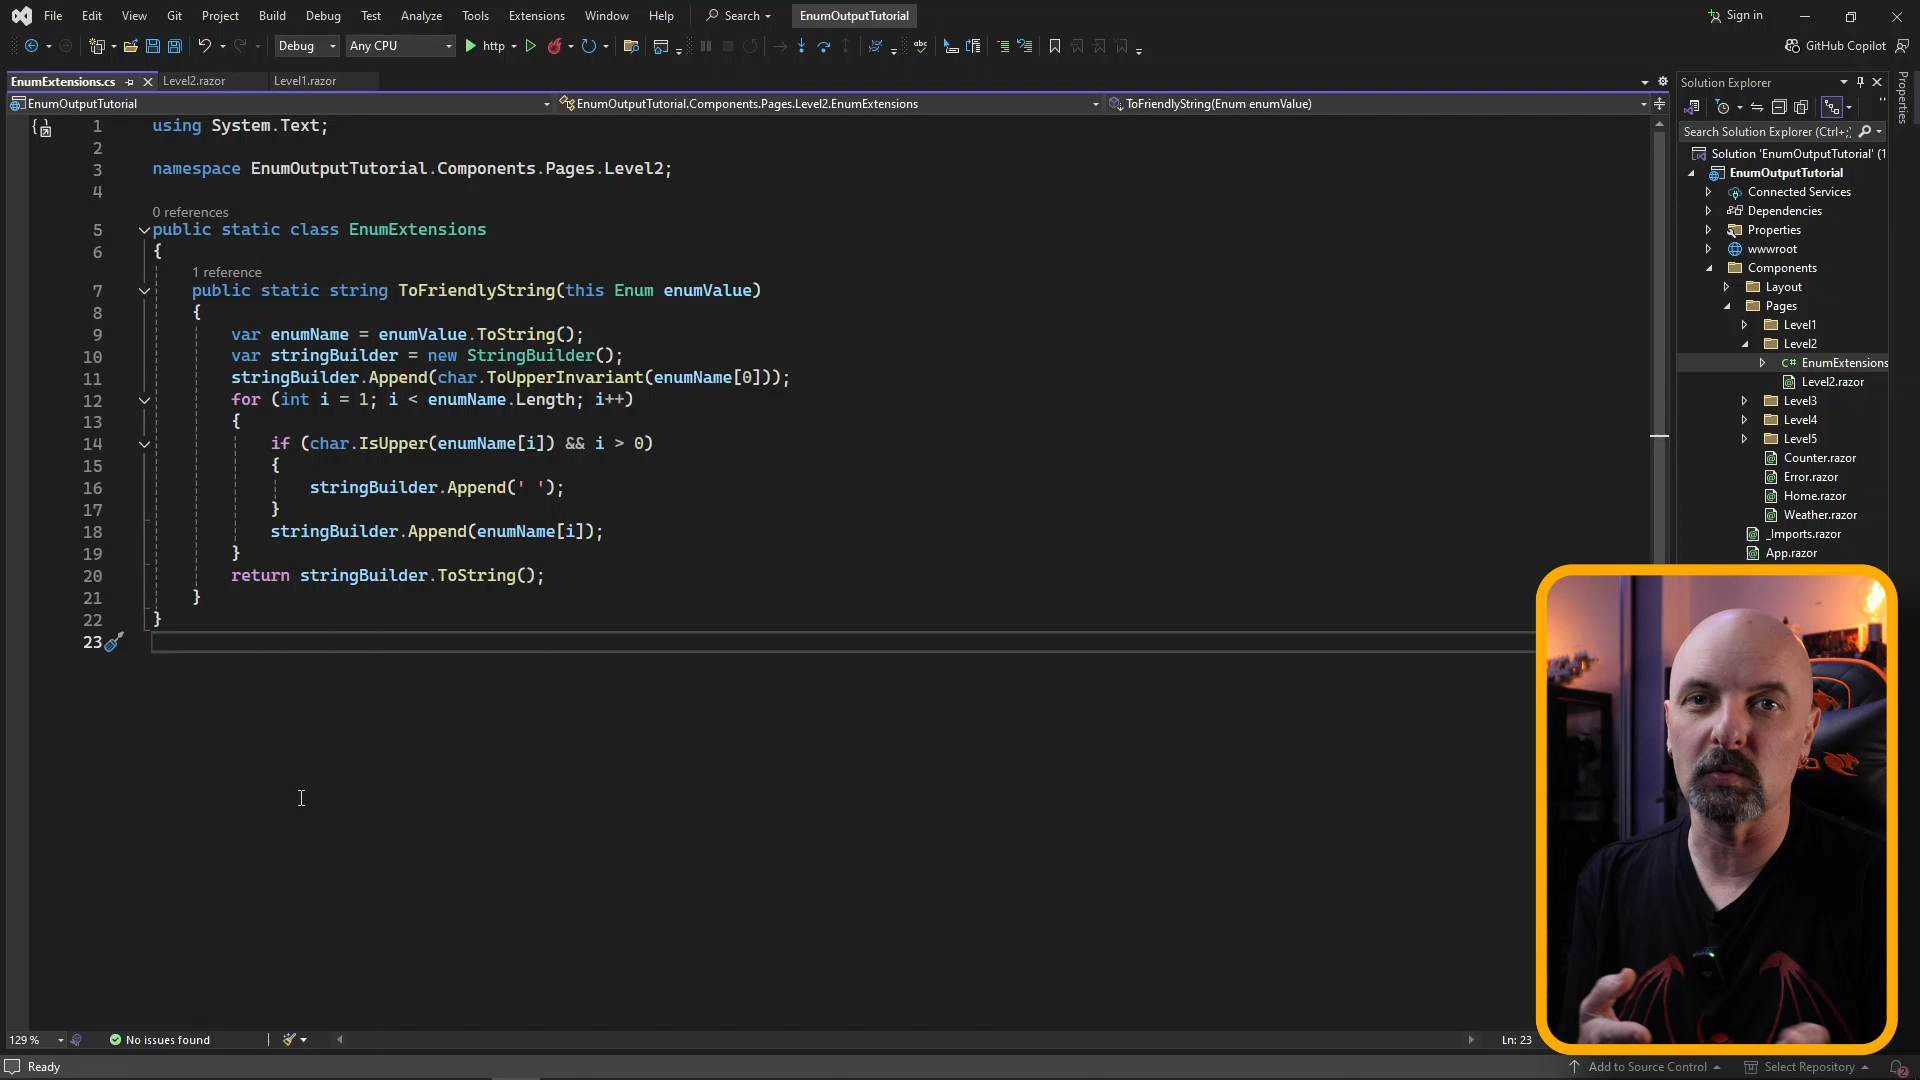 File Edit View Git Project Build Debug Test Analyze Tools Extensions Window Help Search EnumOutputTutorial Sign in
Debug Any CPU http GitHub Copilot
EnumExtensions.cs Level2.razor Level1.razor
EnumOutputTutorial EnumOutputTutorial.Components.Pages.Level2.EnumExtensions ToFriendlyString(Enum enumValue)
1 using System.Text;
2
3 namespace EnumOutputTutorial.Components.Pages.Level2;
4
0 references
5 public static class EnumExtensions
6 {
1 reference
7 public static string ToFriendlyString(this Enum enumValue)
8 {
9 var enumName = enumValue.ToString();
10 var stringBuilder = new StringBuilder();
11 stringBuilder.Append(char.ToUpperInvariant(enumName[0]));
12 for (int i = 1; i < enumName.Length; i++)
13 {
14 if (char.IsUpper(enumName[i]) && i > 0)
15 {
16 stringBuilder.Append(' ');
17 }
18 stringBuilder.Append(enumName[i]);
19 }
20 return stringBuilder.ToString();
21 }
22 }
23
Solution Explorer
Search Solution Explorer (Ctrl+;)
Solution 'EnumOutputTutorial' (1
EnumOutputTutorial
Connected Services
Dependencies
Properties
wwwroot
Components
Layout
Pages
Level1
Level2
C# EnumExtensions
Level2.razor
Level3
Level4
Level5
Counter.razor
Error.razor
Home.razor
Weather.razor
_Imports.razor
App.razor
Properties
129 % No issues found Ln: 23
Ready Add to Source Control Select Repository 2